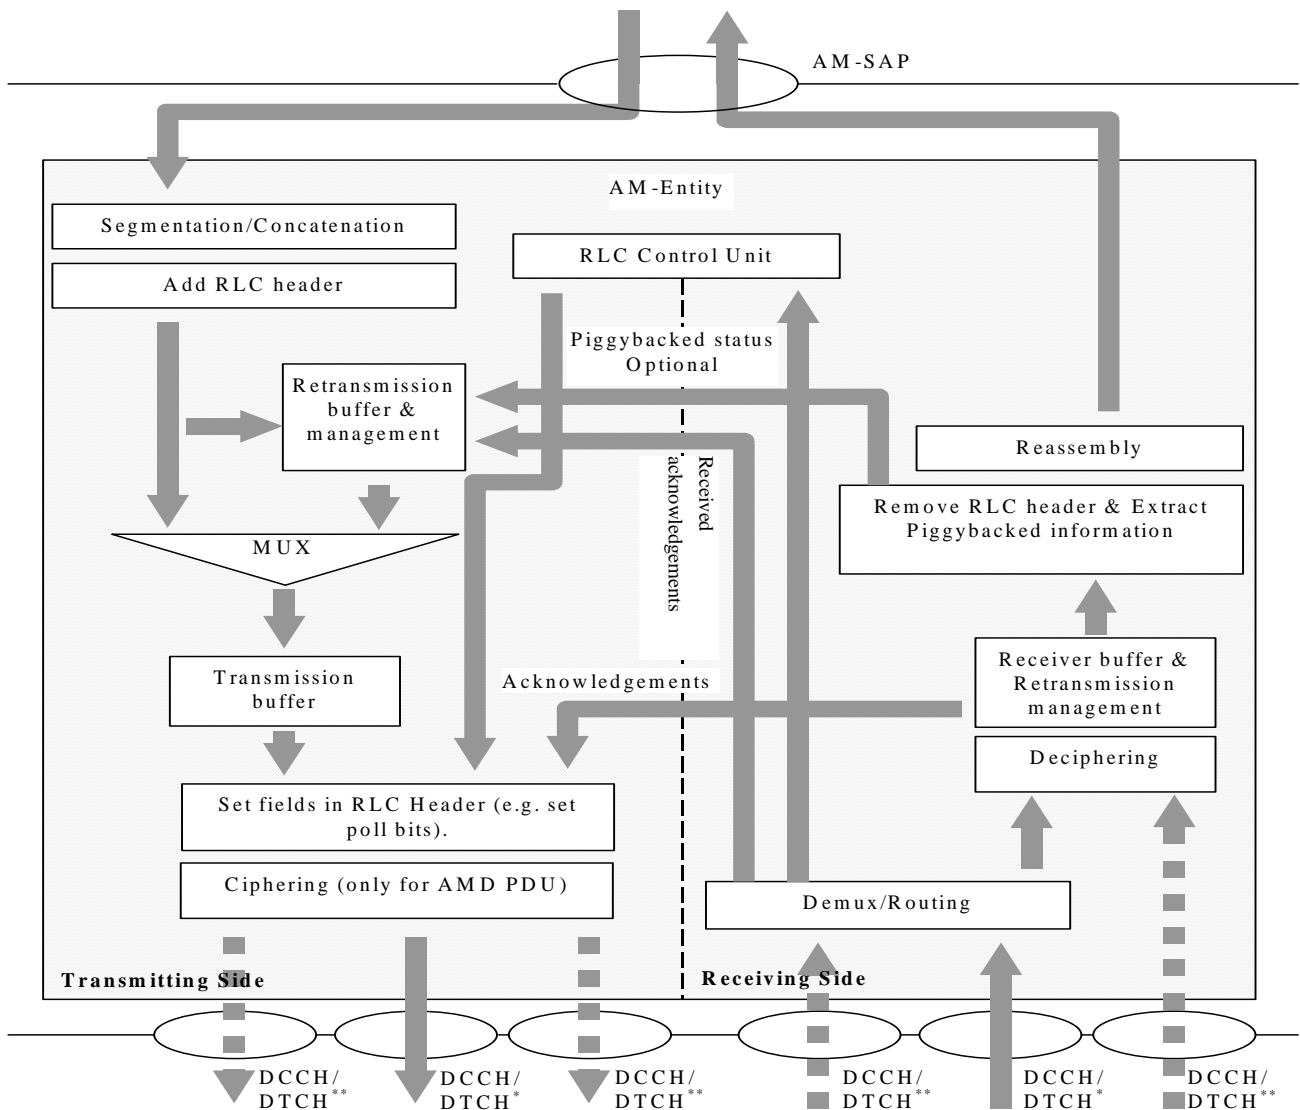 AM-SAP
AM-Entity
Segmentation/Concatenation
Add RLC header
RLC Control Unit
Piggybacked status
Optional
Retransmission
buffer &
management
Received
acknowledgements
Reassembly
Remove RLC header & Extract
Piggybacked information
MUX
Transmission
buffer
Acknowledgements
Receiver buffer &
Retransmission
management
Deciphering
Set fields in RLC Header (e.g. set
poll bits).
Ciphering (only for AMD PDU)
Demux/Routing
Transmitting Side
Receiving Side
DCCH/
DTCH**
DCCH/
DTCH*
DCCH/
DTCH**
DCCH/
DTCH**
DCCH/
DTCH*
DCCH/
DTCH**